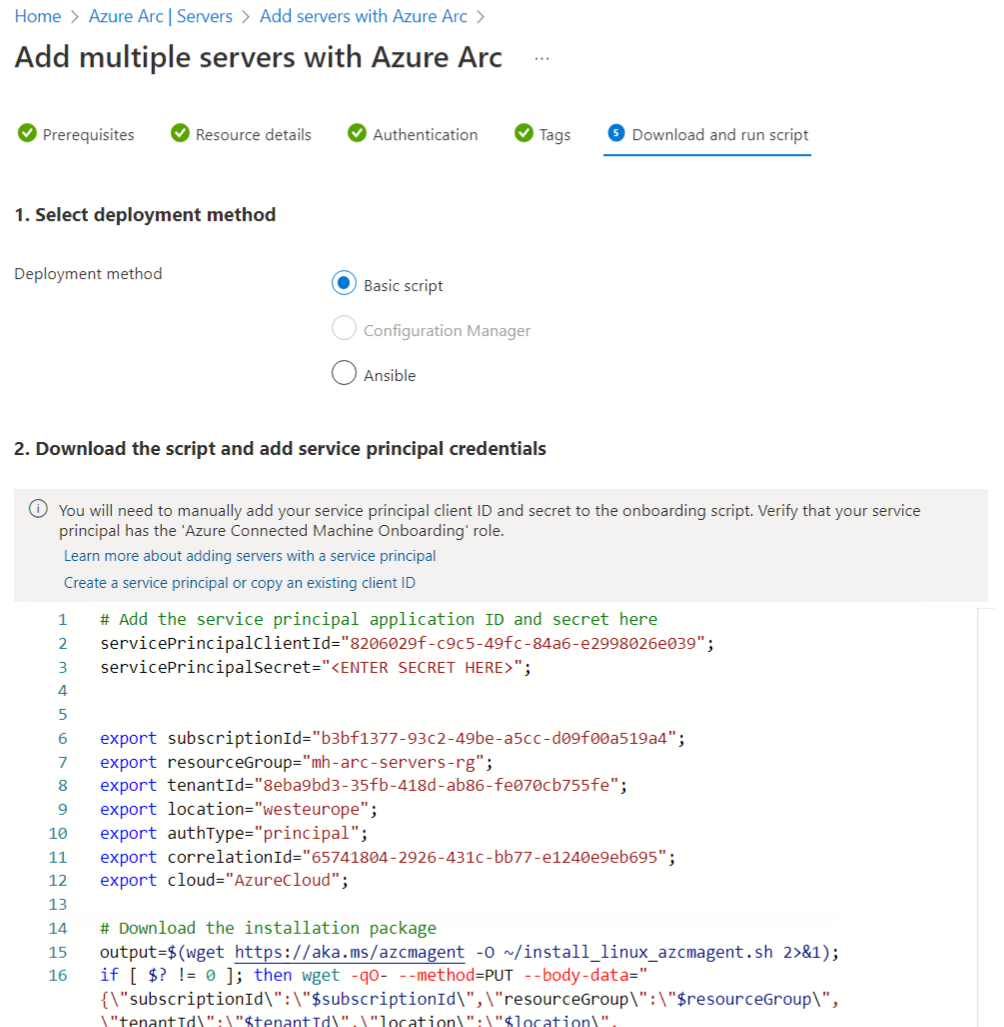 Home > Azure Arc | Servers > Add servers with Azure Arc >
Add multiple servers with Azure Arc ...
Prerequisites Resource details Authentication Tags 5 Download and run script
1. Select deployment method
Deployment method
Basic script
Configuration Manager
Ansible
2. Download the script and add service principal credentials
You will need to manually add your service principal client ID and secret to the onboarding script. Verify that your service
principal has the 'Azure Connected Machine Onboarding' role.
Learn more about adding servers with a service principal
Create a service principal or copy an existing client ID
1 # Add the service principal application ID and secret here
2 servicePrincipalClientId="8206029f-c9c5-49fc-84a6-e2998026e039";
3 servicePrincipalSecret="<ENTER SECRET HERE>";
4
5
6 export subscriptionId="b3bf1377-93c2-49be-a5cc-d09f00a519a4";
7 export resourceGroup="mh-arc-servers-rg";
8 export tenantId="8eba9bd3-35fb-418d-ab86-fe070cb755fe";
9 export location="westeurope";
10 export authType="principal";
11 export correlationId="65741804-2926-431c-bb77-e1240e9eb695";
12 export cloud="AzureCloud";
13
14 # Download the installation package
15 output=$(wget https://aka.ms/azcmagent -O ~/install_linux_azcmagent.sh 2>&1);
16 if [ $? != 0 ]; then wget -qO- --method=PUT --body-data="
{\"subscriptionId\":\"$subscriptionId\",\"resourceGroup\":\"$resourceGroup\",
\"tenantId\":\"$tenantId\",\"location\":\"$location\",